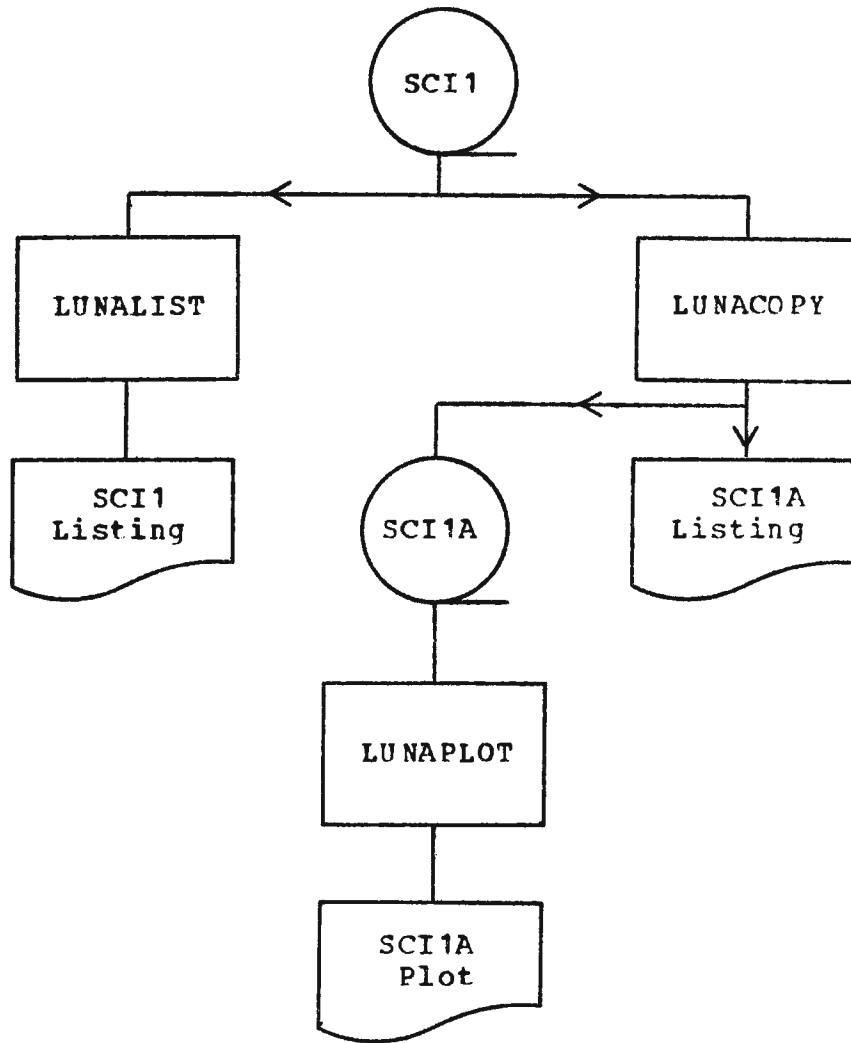 SCI1
LUNALIST
LUNACOPY
SCI1
Listing
SCI1A
SCI1A
Listing
LUNAPLOT
SCI1A
Plot